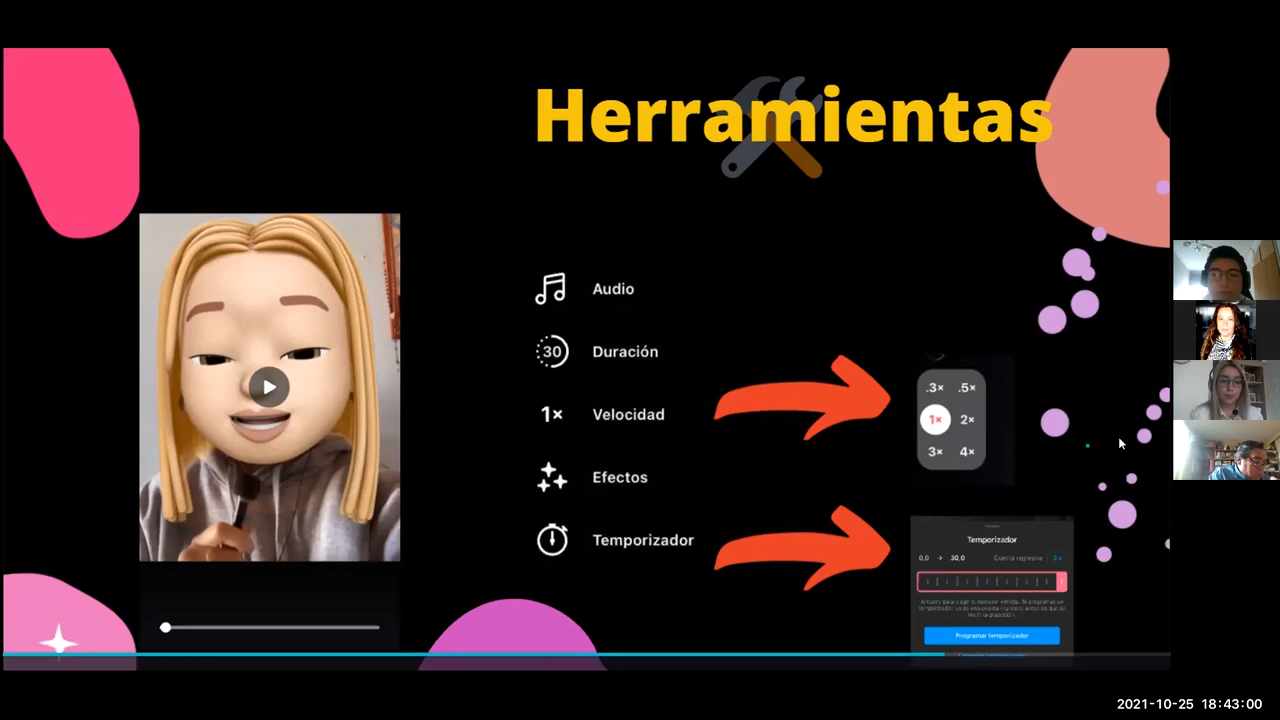 Herramientas
Audio
30
Duración
1×
Velocidad
Efectos
Temporizador
.3× .5×
1× 2×
3× 4×
Temporizador
0,0 → 30,0 Cuenta regresiva 3 s
Programar temporizador
2021-10-25 18:43:00